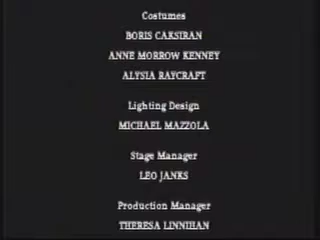 Costumes
BORIS CAKSIRAN
ANNE MORROW KENNEY
ALYSIA RAYCRAFT
Lighting Design
MICHAEL MAZZOLA
Stage Manager
LEO JANKS
Production Manager
THERESA LINNIHAN